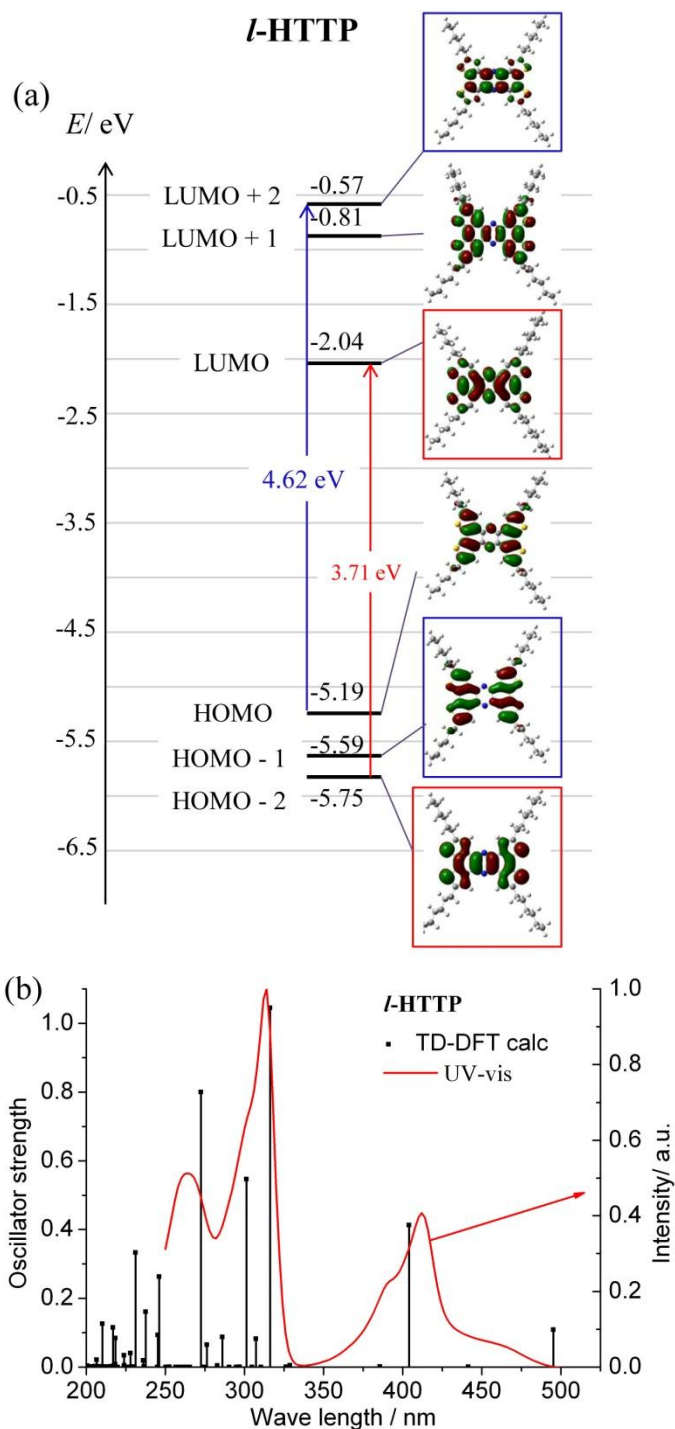 l-HTTP
(a)
E/ eV
-0.5
-1.5
-2.5
-3.5
-4.5
-5.5
-6.5
LUMO + 2
-0.57
LUMO + 1
-0.81
LUMO
-2.04
4.62 eV
3.71 eV
HOMO
-5.19
HOMO - 1
-5.59
HOMO - 2
-5.75
(b)
l-HTTP
TD-DFT calc
UV-vis
Oscillator strength
1.0
0.8
0.6
0.4
0.2
0.0
Intensity/ a.u.
1.0
0.8
0.6
0.4
0.2
0.0
200 250 300 350 400 450 500
Wave length / nm